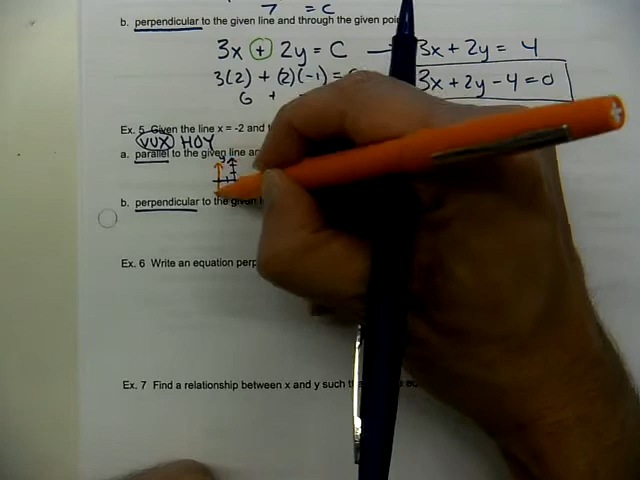 7 = C
b. perpendicular to the given line and through the given poi
3x + 2y = C → 3x + 2y = 4
3(2) + (2)(-1) = C 3x + 2y - 4 = 0
6 +
Ex. 5 Given the line x = -2 and
VUX HOY
a. parallel to the given line an
b. perpendicular to the given l
Ex. 6 Write an equation perp
Ex. 7 Find a relationship between x and y such